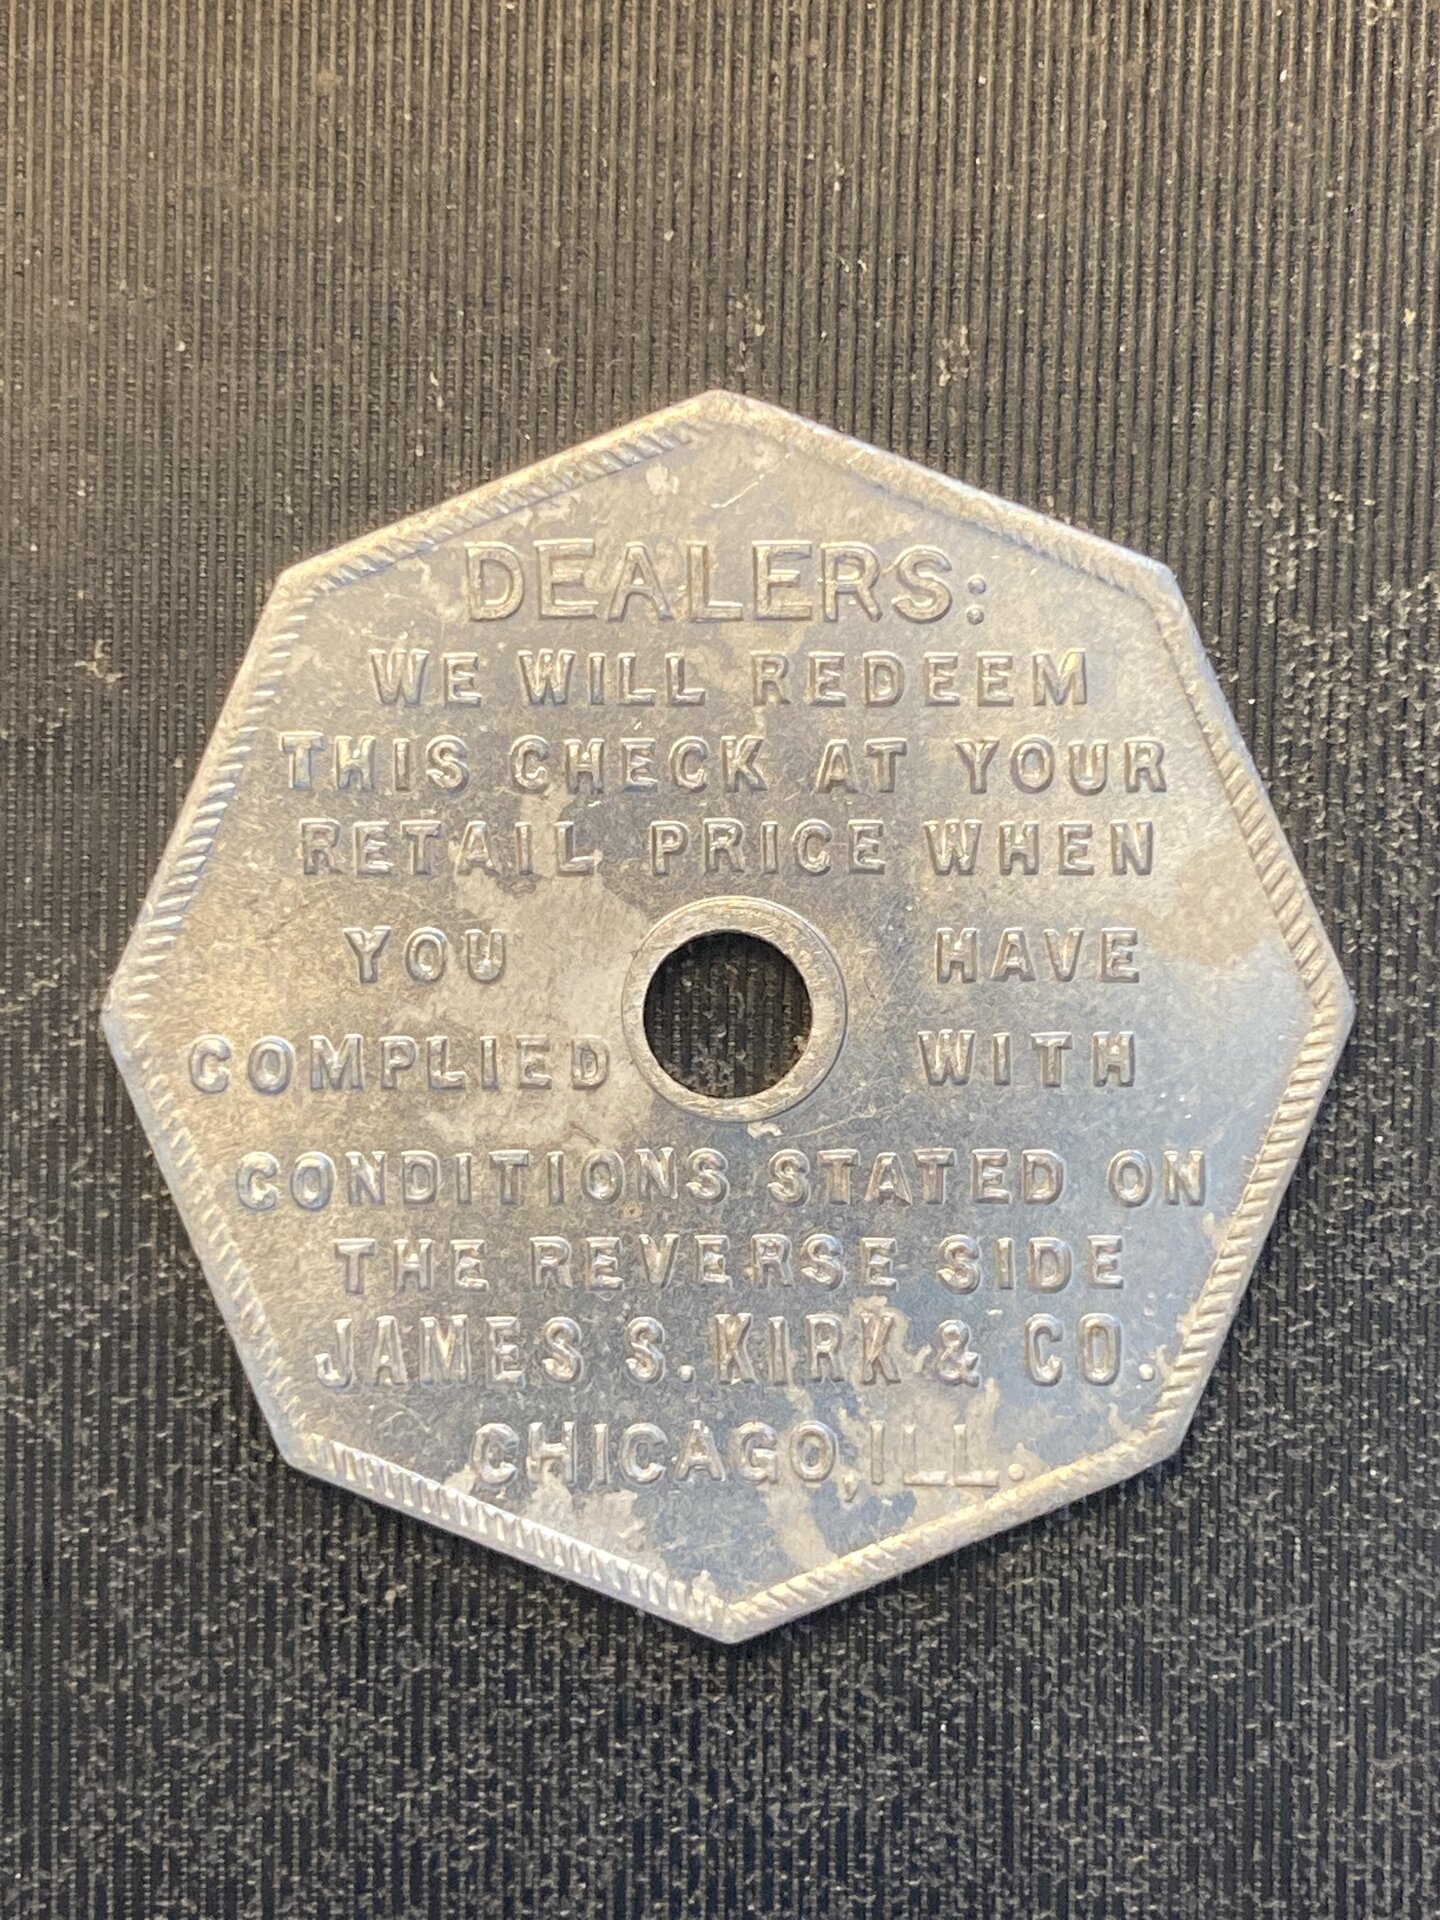 DEALERS:
WE WILL REDEEM
THIS CHECK AT YOUR
RETAIL PRICE WHEN
YOU HAVE
COMPLIED WITH
CONDITIONS STATED ON
THE REVERSE SIDE
JAMES S. KIRK & CO.
CHICAGO, ILL.